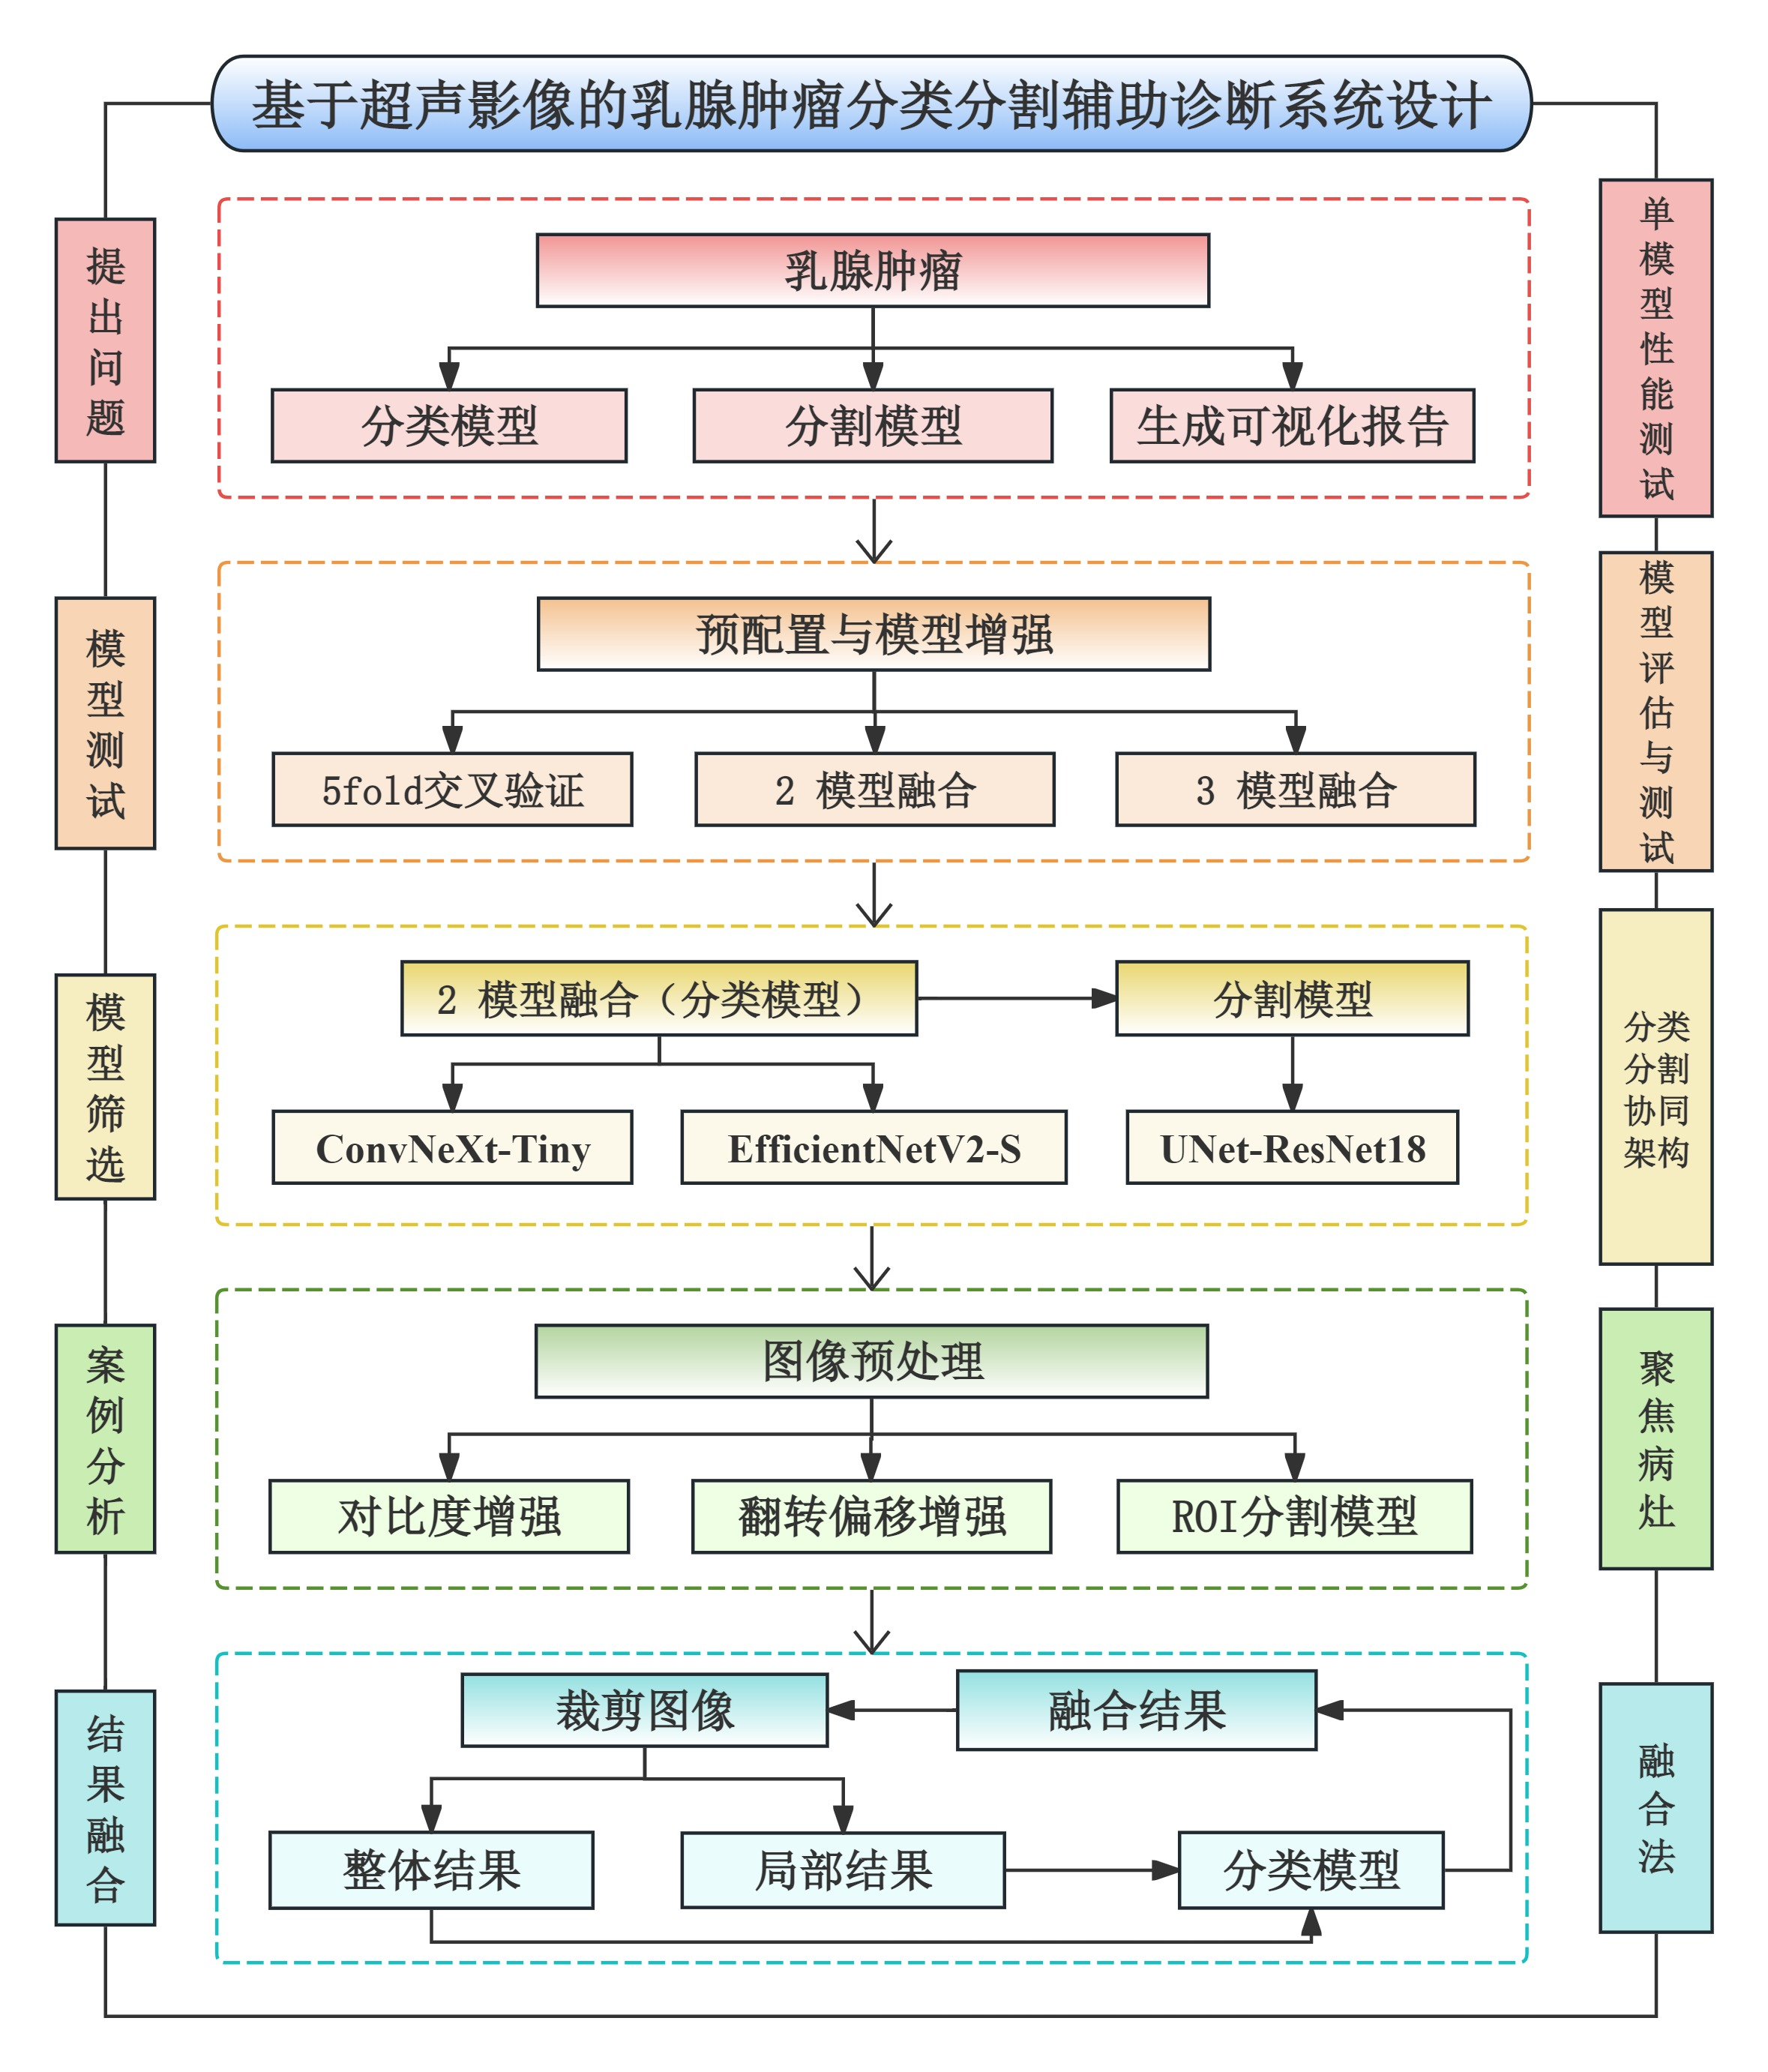 基于超声影像的乳腺肿瘤分类分割辅助诊断系统设计
提出问题
乳腺肿瘤
分类模型
分割模型
生成可视化报告
单模型性能测试
模型测试
预配置与模型增强
5fold交叉验证
2 模型融合
3 模型融合
模型评估与测试
模型筛选
2 模型融合（分类模型）
分割模型
ConvNeXt-Tiny
EfficientNetV2-S
UNet-ResNet18
分类
分割
协同
架构
案例分析
图像预处理
对比度增强
翻转偏移增强
ROI分割模型
聚焦病灶
结果融合
裁剪图像
融合结果
整体结果
局部结果
分类模型
融合法